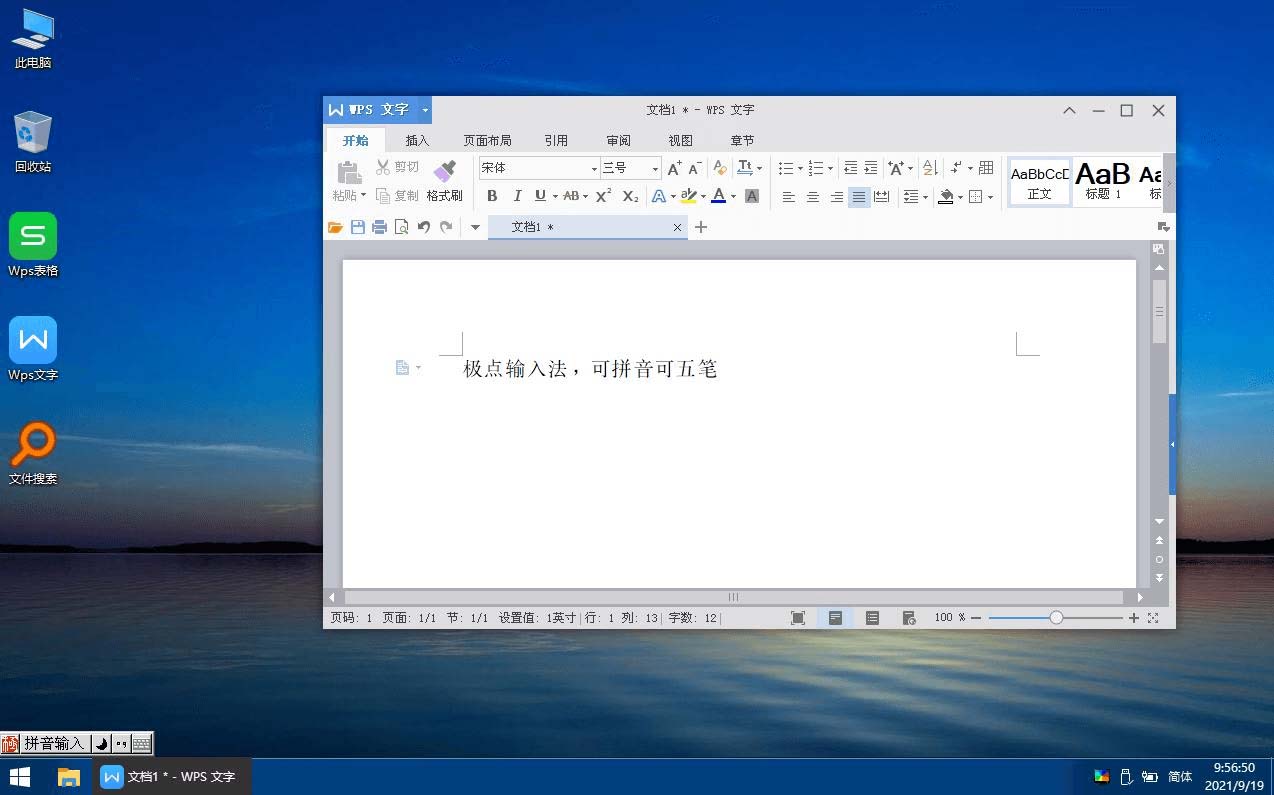 此电脑
回收站
Wps表格
Wps文字
文件搜索
WPS 文字
文档1 * - WPS 文字
开始 插入 页面布局 引用 审阅 视图 章节
粘贴 剪切 复制 格式刷
宋体 三号
AaBbCcD AaB Aa
正文 标题 1 标
文档1 *
极点输入法，可拼音可五笔
页码: 1 页面: 1/1 节: 1/1 设置值: 1英寸 行: 1 列: 13 字数: 12 100 %
極 拼音输入
文档1 * - WPS 文字
简体
9:56:50
2021/9/19